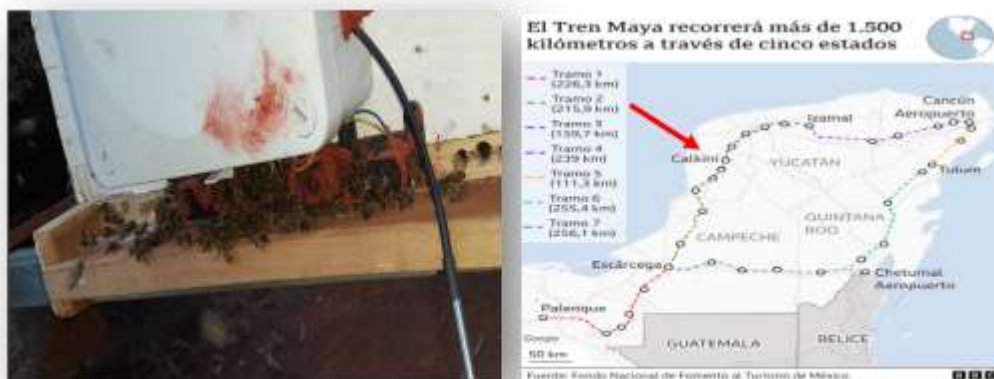 El Tren Maya recorrerá más de 1.500
kilómetros a través de cinco estados
Tramo 1
(226,3 km)
Tramo 2
(215,9 km)
Tramo 3
(159,7 km)
Tramo 4
(239 km)
Tramo 5
(111,3 km)
Tramo 6
(255,4 km)
Tramo 7
(256,1 km)
Cancún
Aeropuerto
Izamal
Calkiní
YUCATÁN
Tulum
QUINTANA
ROO
CAMPECHE
Escárcega
Chetumal
Aeropuerto
Palenque
Google
50 km
GUATEMALA
BELICE
Fuente: Fondo Nacional de Fomento al Turismo de México
BBC